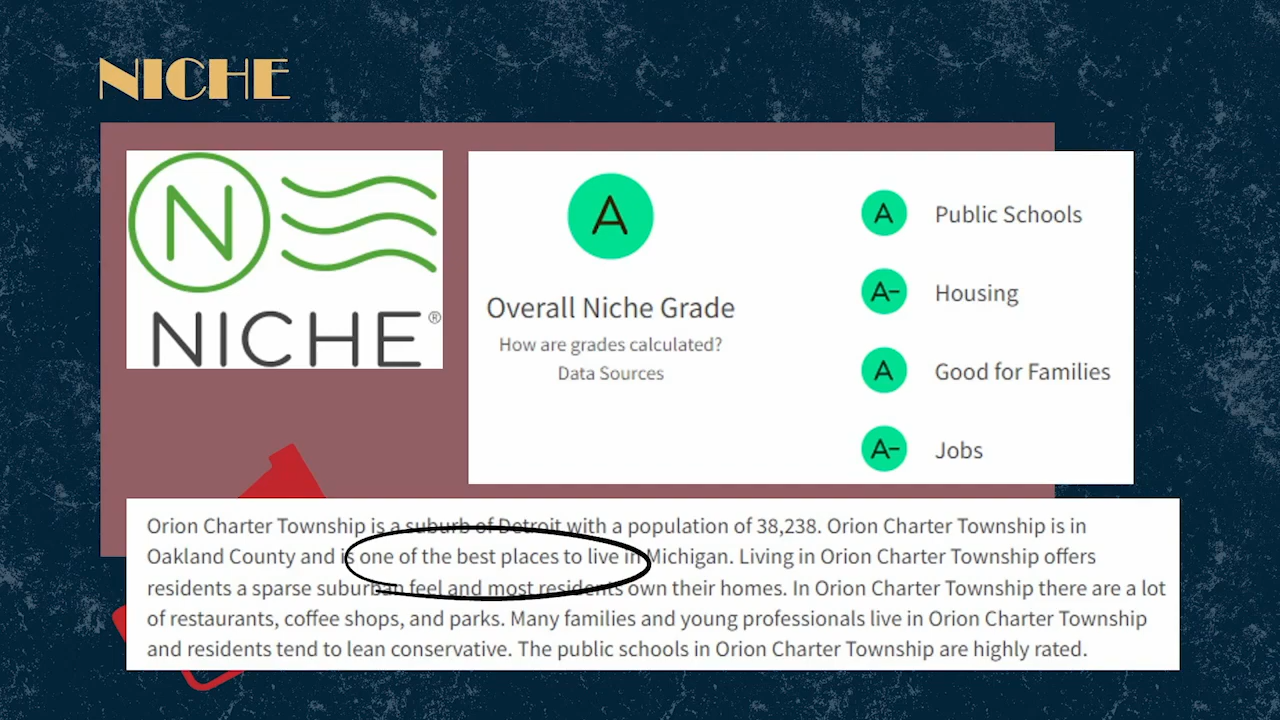 NICHE
N
NICHE®
A
Overall Niche Grade
How are grades calculated?
Data Sources
A Public Schools
A- Housing
A Good for Families
A- Jobs
Orion Charter Township is a suburb of Detroit with a population of 38,238. Orion Charter Township is in
Oakland County and is one of the best places to live in Michigan. Living in Orion Charter Township offers
residents a sparse suburban feel and most residents own their homes. In Orion Charter Township there are a lot
of restaurants, coffee shops, and parks. Many families and young professionals live in Orion Charter Township
and residents tend to lean conservative. The public schools in Orion Charter Township are highly rated.